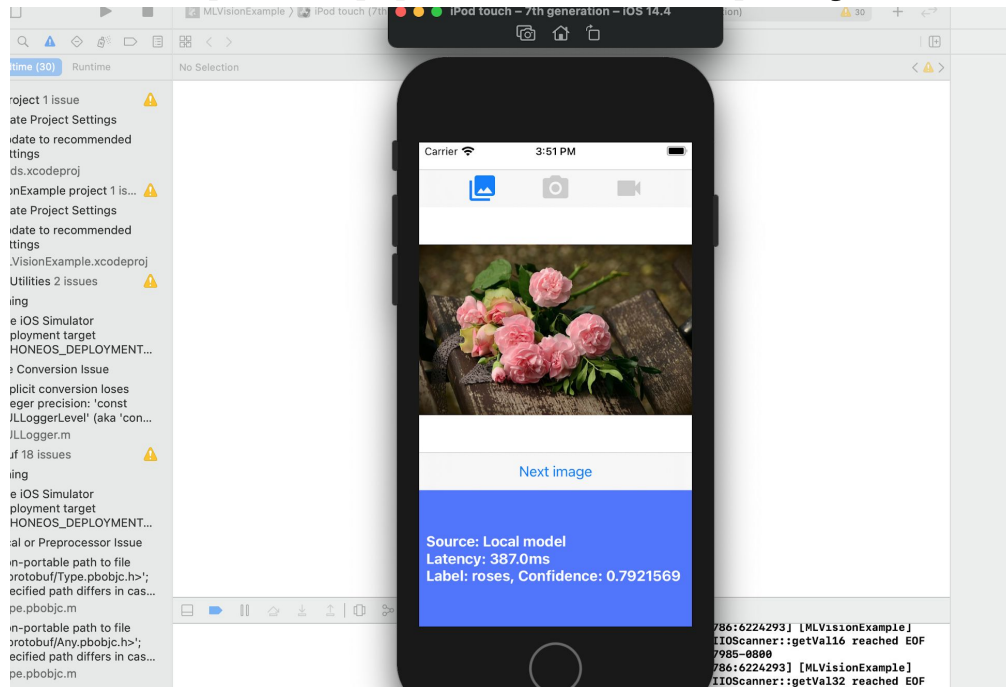 MLVisionExample 〉 iPod touch (7th
iPod touch – 7th generation – iOS 14.4
30
time (30)
Runtime
No Selection
roject 1 issue
ate Project Settings
date to recommended
ttings
ds.xcodeproj
onExample project 1 is...
ate Project Settings
date to recommended
ttings
.VisionExample.xcodeproj
Utilities 2 issues
ing
e iOS Simulator
ployment target
HONEOS_DEPLOYMENT...
e Conversion Issue
plicit conversion loses
eger precision: 'const
ULLoggerLevel' (aka 'con...
ULLogger.m
uf 18 issues
ing
e iOS Simulator
ployment target
HONEOS_DEPLOYMENT...
al or Preprocessor Issue
on-portable path to file
protobuf/Type.pbobjc.h>';
ecified path differs in cas...
pe.pbobjc.m
on-portable path to file
protobuf/Any.pbobjc.h>';
ecified path differs in cas...
pe.pbobjc.m
Carrier
3:51 PM
Next image
Source: Local model
Latency: 387.0ms
Label: roses, Confidence: 0.7921569
786:6224293] [MLVisionExample]
IIOScanner::getVal16 reached EOF
7985-0800
786:6224293] [MLVisionExample]
IIOScanner::getVal32 reached EOF